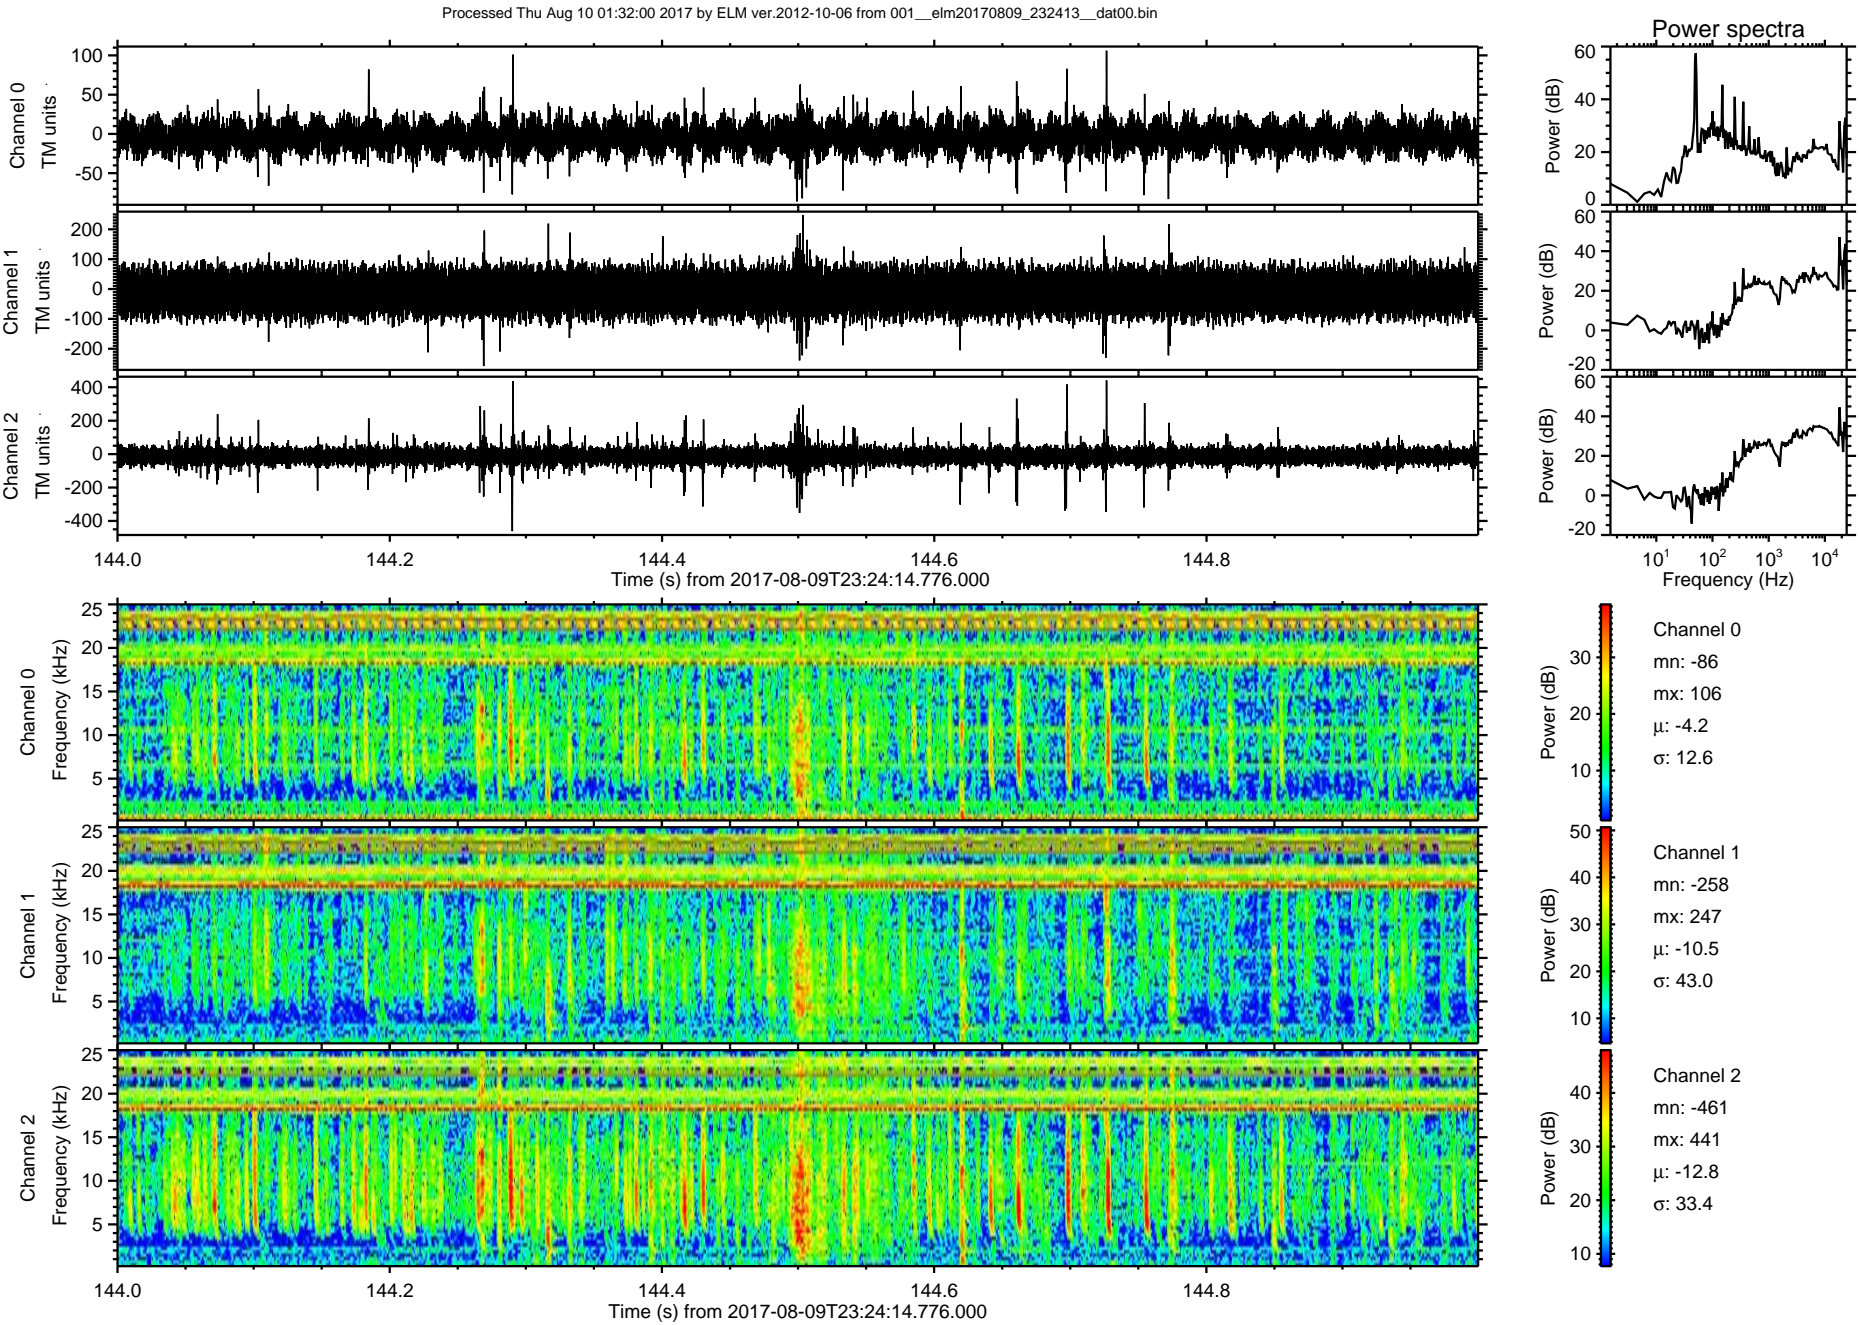 Processed Thu Aug 10 01:32:00 2017 by ELM ver.2012-10-06 from 001__elm20170809_232413__dat00.bin
Power spectra
Channel 0
TM units
100
50
0
-50
Power (dB)
60
40
20
0
Channel 1
TM units
200
100
0
-100
-200
Power (dB)
60
40
20
0
-20
Channel 2
TM units
400
200
0
-200
-400
Power (dB)
60
40
20
0
-20
144.0 144.2 144.4 144.6 144.8
Time (s) from 2017-08-09T23:24:14.776.000
10^1 10^2 10^3 10^4
Frequency (Hz)
Channel 0
Frequency (kHz)
25
20
15
10
5
Power (dB)
30
20
10
Channel 0
mn: -86
mx: 106
μ: -4.2
σ: 12.6
Channel 1
Frequency (kHz)
25
20
15
10
5
Power (dB)
50
40
30
20
10
Channel 1
mn: -258
mx: 247
μ: -10.5
σ: 43.0
Channel 2
Frequency (kHz)
25
20
15
10
5
Power (dB)
40
30
20
10
Channel 2
mn: -461
mx: 441
μ: -12.8
σ: 33.4
144.0 144.2 144.4 144.6 144.8
Time (s) from 2017-08-09T23:24:14.776.000